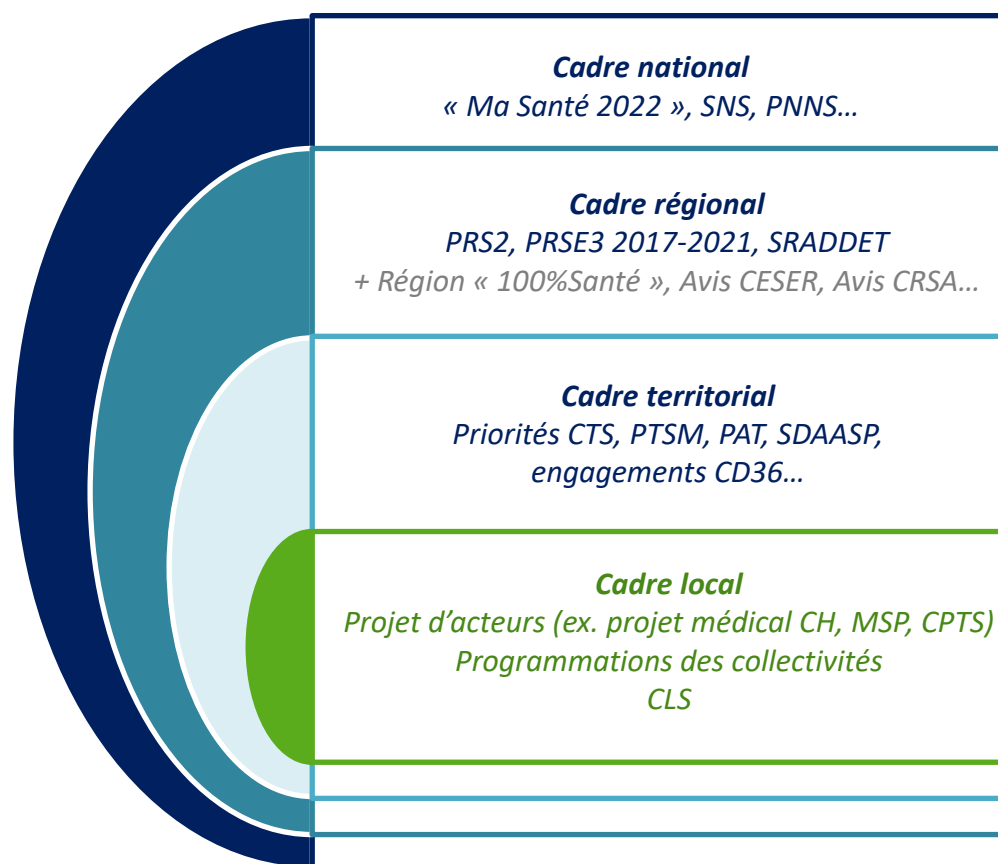 Cadre national
« Ma Santé 2022 », SNS, PNNS…
Cadre régional
PRS2, PRSE3 2017-2021, SRADDET
+ Région « 100%Santé », Avis CESER, Avis CRSA…
Cadre territorial
Priorités CTS, PTSM, PAT, SDAASP,
engagements CD36…
Cadre local
Projet d’acteurs (ex. projet médical CH, MSP, CPTS)
Programmations des collectivités
CLS